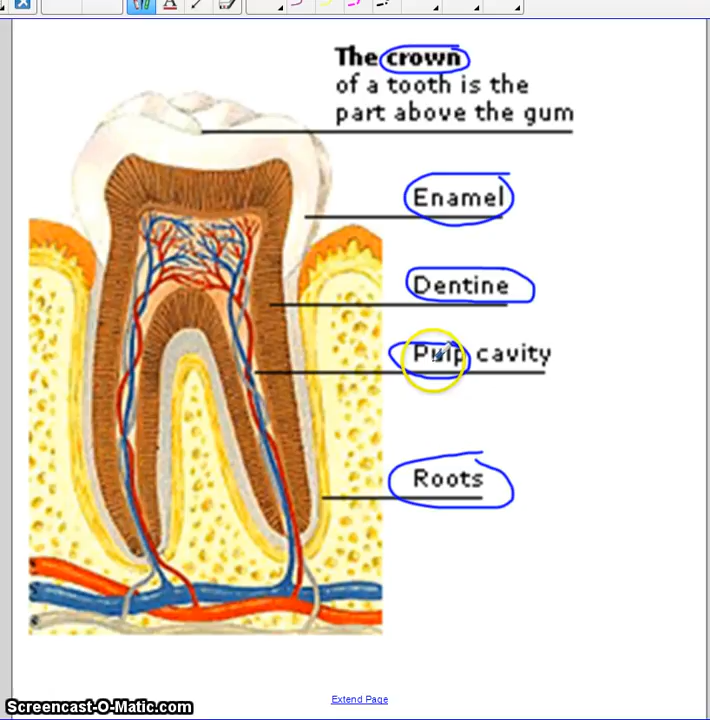 The crown
of a tooth is the
part above the gum
Enamel
Dentine
Pulp cavity
Roots
Extend Page
Screencast-O-Matic.com